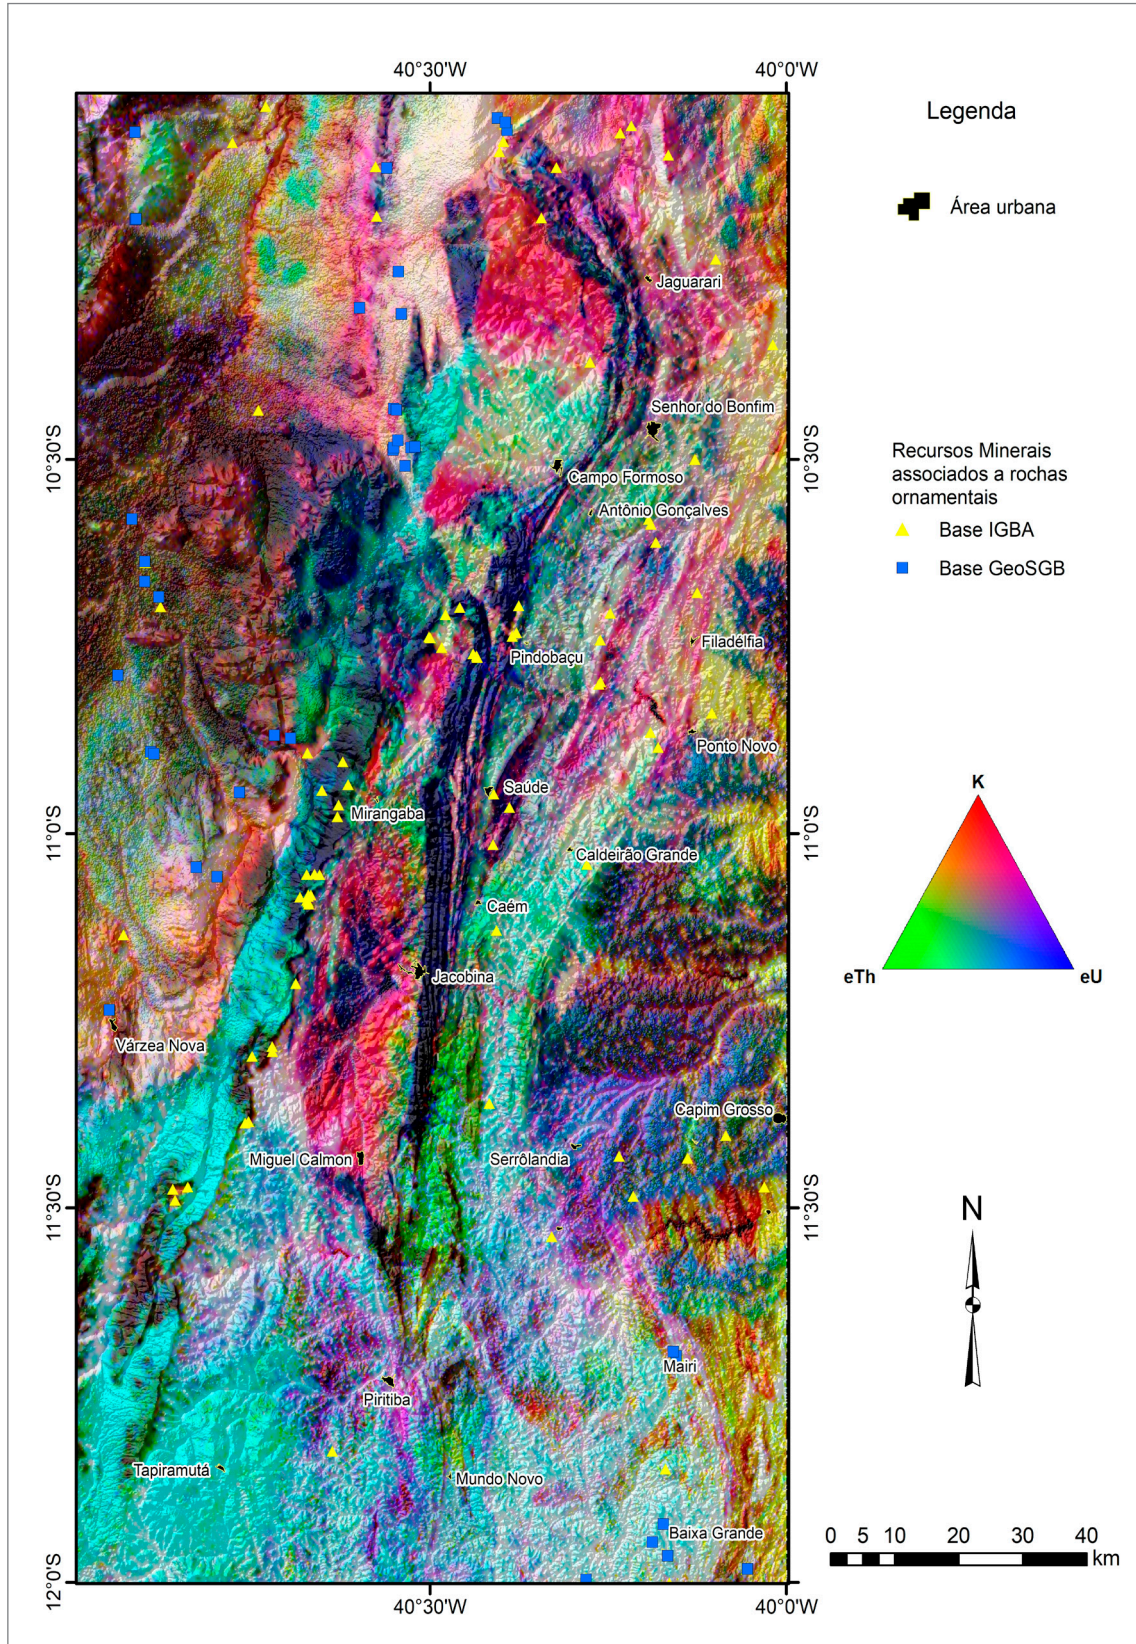 40°30'W
40°0'W
Legenda
Área urbana
Jaguarari
Senhor do Bonfim
10°30'S
10°30'S
Campo Formoso
Antônio Gonçalves
Recursos Minerais
associados a rochas
ornamentais
Base IGBA
Base GeoSGB
Filadélfia
Pindobaçu
Ponto Novo
Saúde
Mirangaba
11°0'S
11°0'S
Caldeirão Grande
Caém
Jacobina
K
eTh
eU
Várzea Nova
Capim Grosso
Miguel Calmon
Serrôlandia
11°30'S
11°30'S
N
Mairi
Piritiba
Tapiramutá
Mundo Novo
Baixa Grande
0 5 10 20 30 40
km
12°0'S
12°0'S
40°30'W
40°0'W